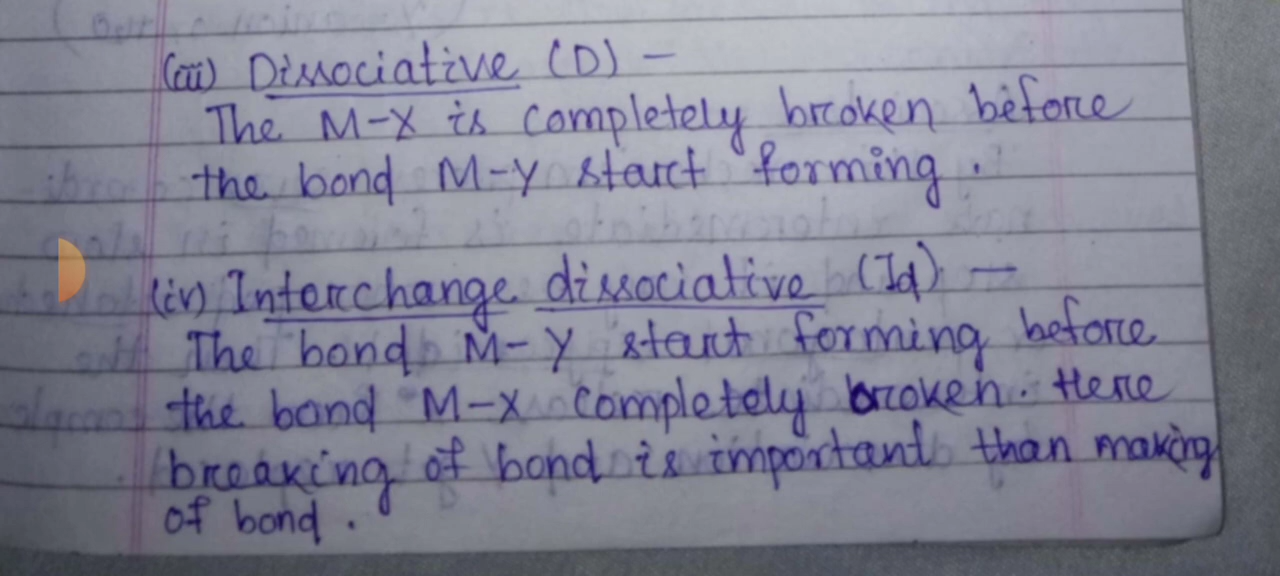 (iii) Dissociative (D) -
The M-X is completely broken before
the bond M-Y start forming.
(iv) Interchange dissociative (Id) -
The bond M-Y start forming before
the bond M-X completely broken. Here
breaking of bond is important than making
of bond.